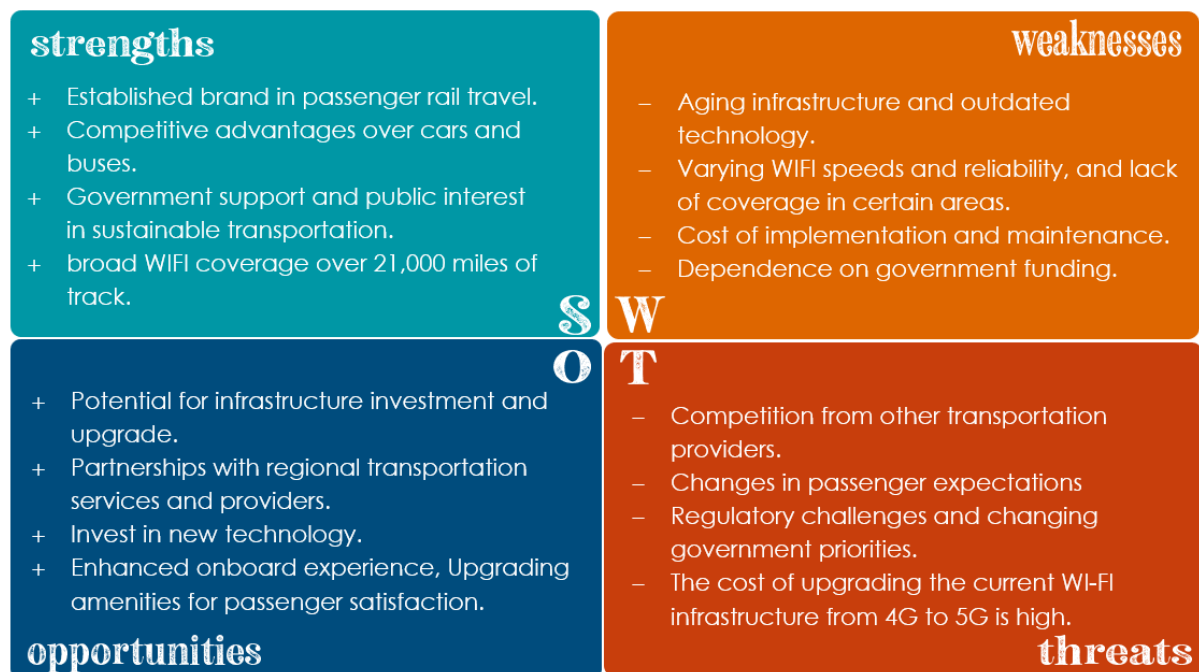 strengths
+ Established brand in passenger rail travel.
+ Competitive advantages over cars and
buses.
+ Government support and public interest
in sustainable transportation.
+ broad WIFI coverage over 21,000 miles of
track.
S
weaknesses
– Aging infrastructure and outdated
technology.
– Varying WIFI speeds and reliability, and lack
of coverage in certain areas.
– Cost of implementation and maintenance.
– Dependence on government funding.
W
O
+ Potential for infrastructure investment and
upgrade.
+ Partnerships with regional transportation
services and providers.
+ Invest in new technology.
+ Enhanced onboard experience, Upgrading
amenities for passenger satisfaction.
opportunities
T
– Competition from other transportation
providers.
– Changes in passenger expectations
– Regulatory challenges and changing
government priorities.
– The cost of upgrading the current WI-FI
infrastructure from 4G to 5G is high.
threats